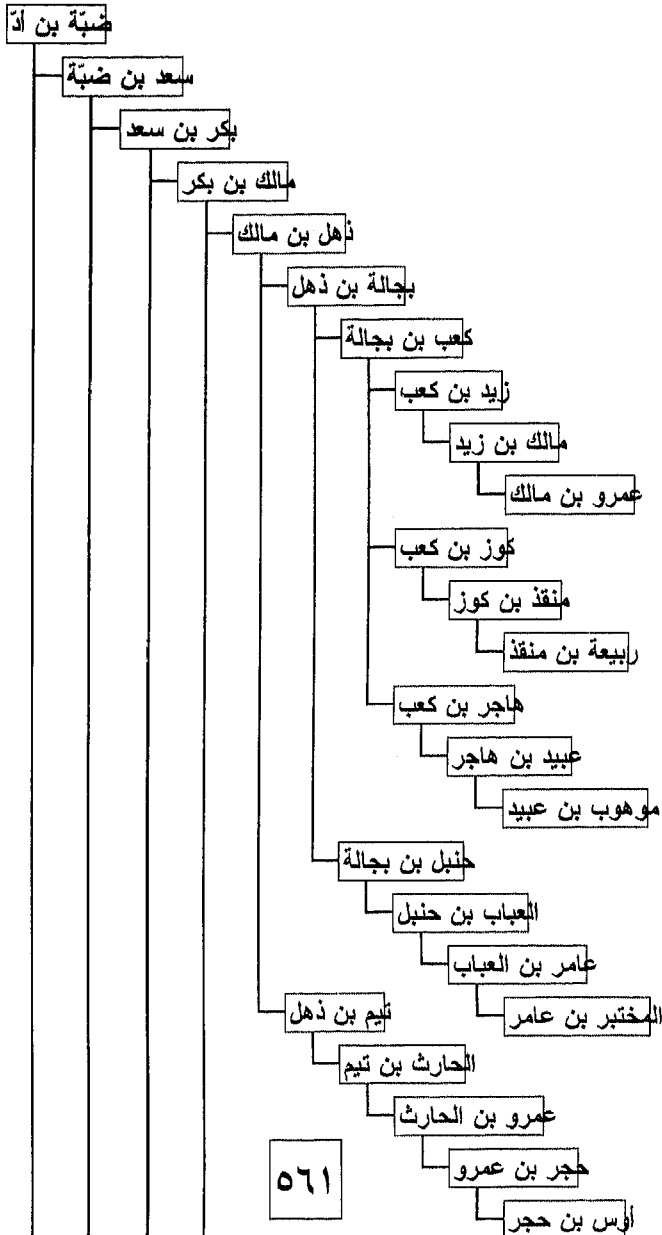 ضبّة بن أدّ
سعد بن ضبّة
بكر بن سعد
مالك بن بكر
ذهل بن مالك
بجالة بن ذهل
كعب بن بجالة
زيد بن كعب
مالك بن زيد
عمرو بن مالك
كوز بن كعب
منقذ بن كوز
ربيعة بن منقذ
هاجر بن كعب
عبيد بن هاجر
موهوب بن عبيد
حنبل بن بجالة
العباب بن حنبل
عامر بن العباب
المختبر بن عامر
تيم بن ذهل
الحارث بن تيم
عمرو بن الحارث
حجر بن عمرو
أوس بن حجر
٥٦١